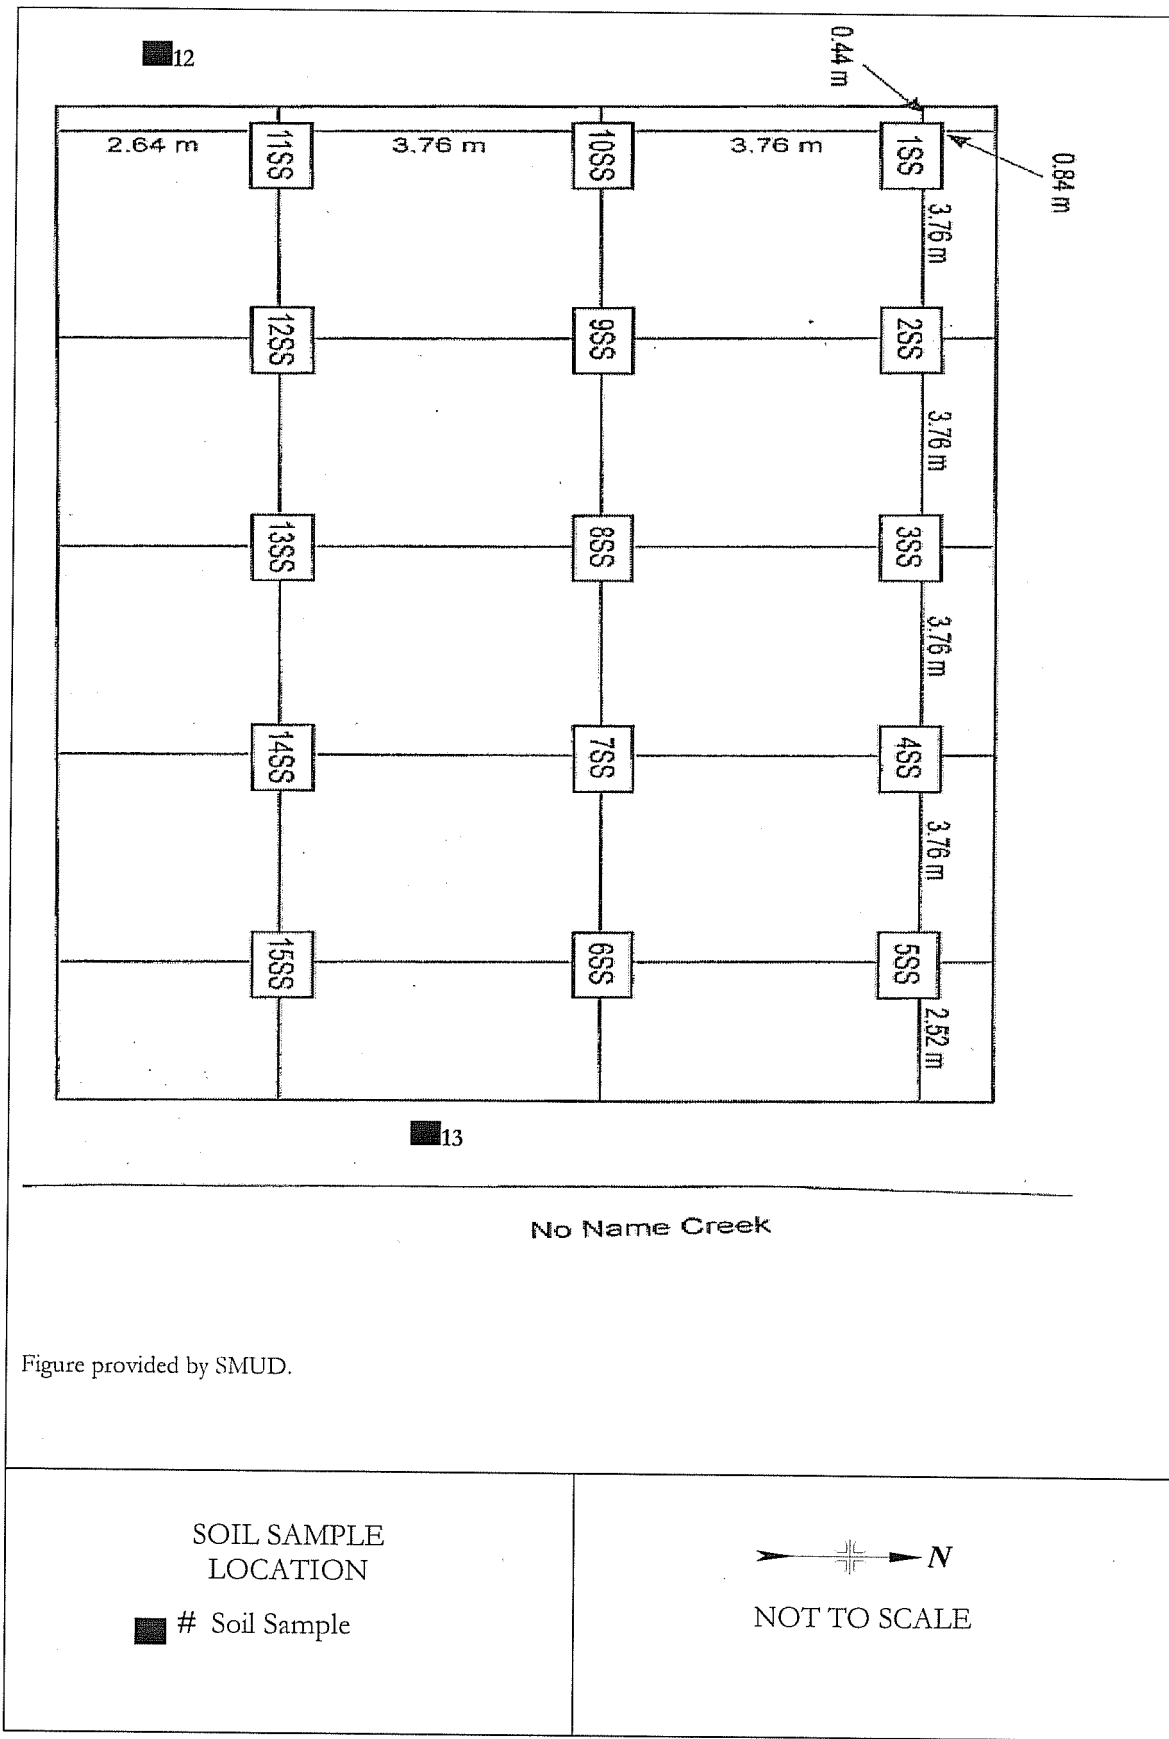 12
0.44 m
0.84 m
11SS
10SS
1SS
2.64 m
3.76 m
3.76 m
3.76 m
12SS
9SS
2SS
3.76 m
13SS
8SS
3SS
3.76 m
14SS
7SS
4SS
3.76 m
15SS
6SS
5SS
2.52 m
13
No Name Creek
Figure provided by SMUD.
SOIL SAMPLE
LOCATION
# Soil Sample
N
NOT TO SCALE